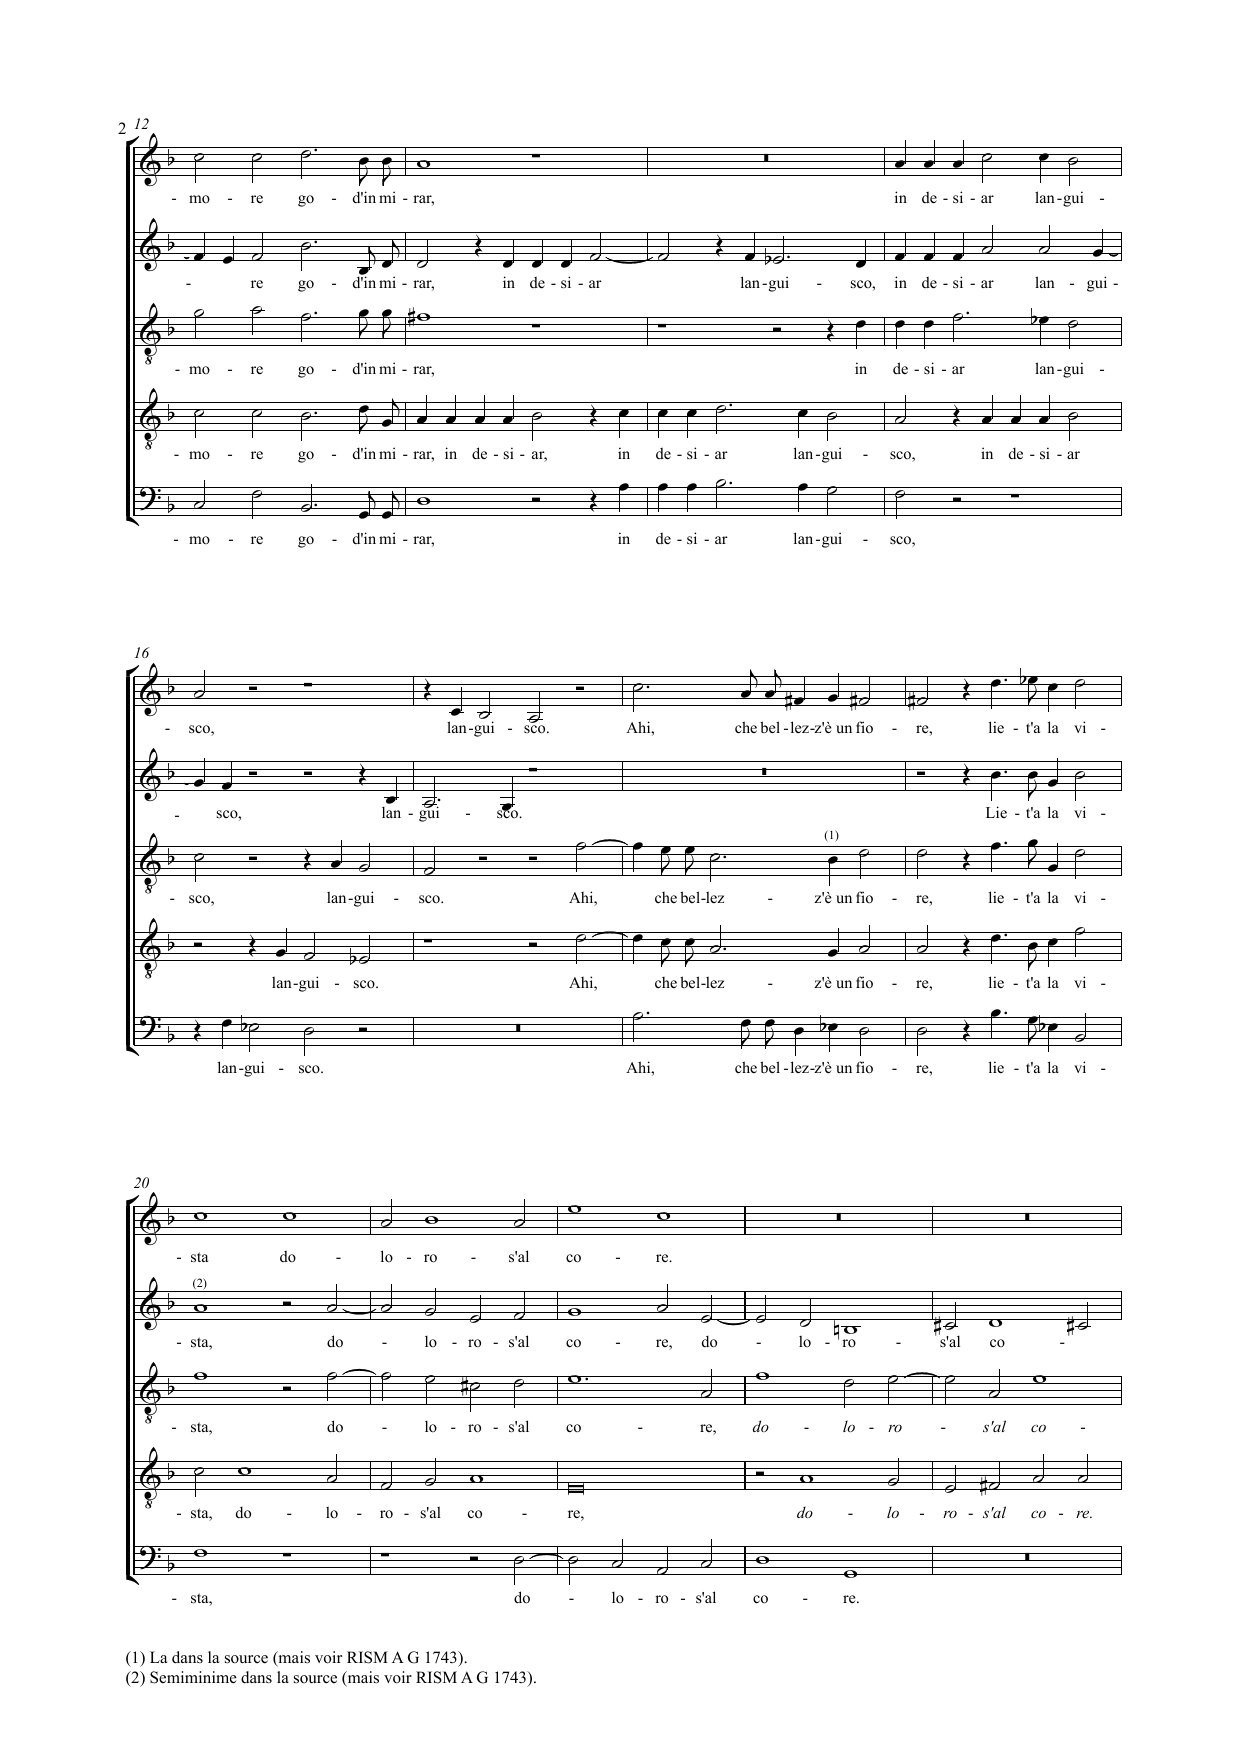 2 12
- mo - re go - d'in mi - rar, in de - si - ar lan - gui -
- re go - d'in mi - rar, in de - si - ar lan - gui - sco, in de - si - ar lan - gui -
- mo - re go - d'in mi - rar, in de - si - ar lan - gui -
- mo - re go - d'in mi - rar, in de - si - ar, in de - si - ar lan - gui - sco, in de - si - ar
- mo - re go - d'in mi - rar, in de - si - ar lan - gui - sco,
16
- sco, lan - gui - sco. Ahi, che bel - lez - z'è un fio - re, lie - t'a la vi -
- sco, lan - gui - sco. Lie - t'a la vi -
(1)
- sco, lan - gui - sco. Ahi, che bel - lez - z'è un fio - re, lie - t'a la vi -
lan - gui - sco. Ahi, che bel - lez - z'è un fio - re, lie - t'a la vi -
lan - gui - sco. Ahi, che bel - lez - z'è un fio - re, lie - t'a la vi -
20
- sta do - lo - ro - s'al co - re.
(2)
- sta, do - lo - ro - s'al co - re, do - lo - ro - s'al co -
- sta, do - lo - ro - s'al co - re, do - lo - ro - s'al co -
- sta, do - lo - ro - s'al co - re, do - lo - ro - s'al co - re.
- sta, do - lo - ro - s'al co - re.
(1) La dans la source (mais voir RISM A G 1743).
(2) Semiminime dans la source (mais voir RISM A G 1743).